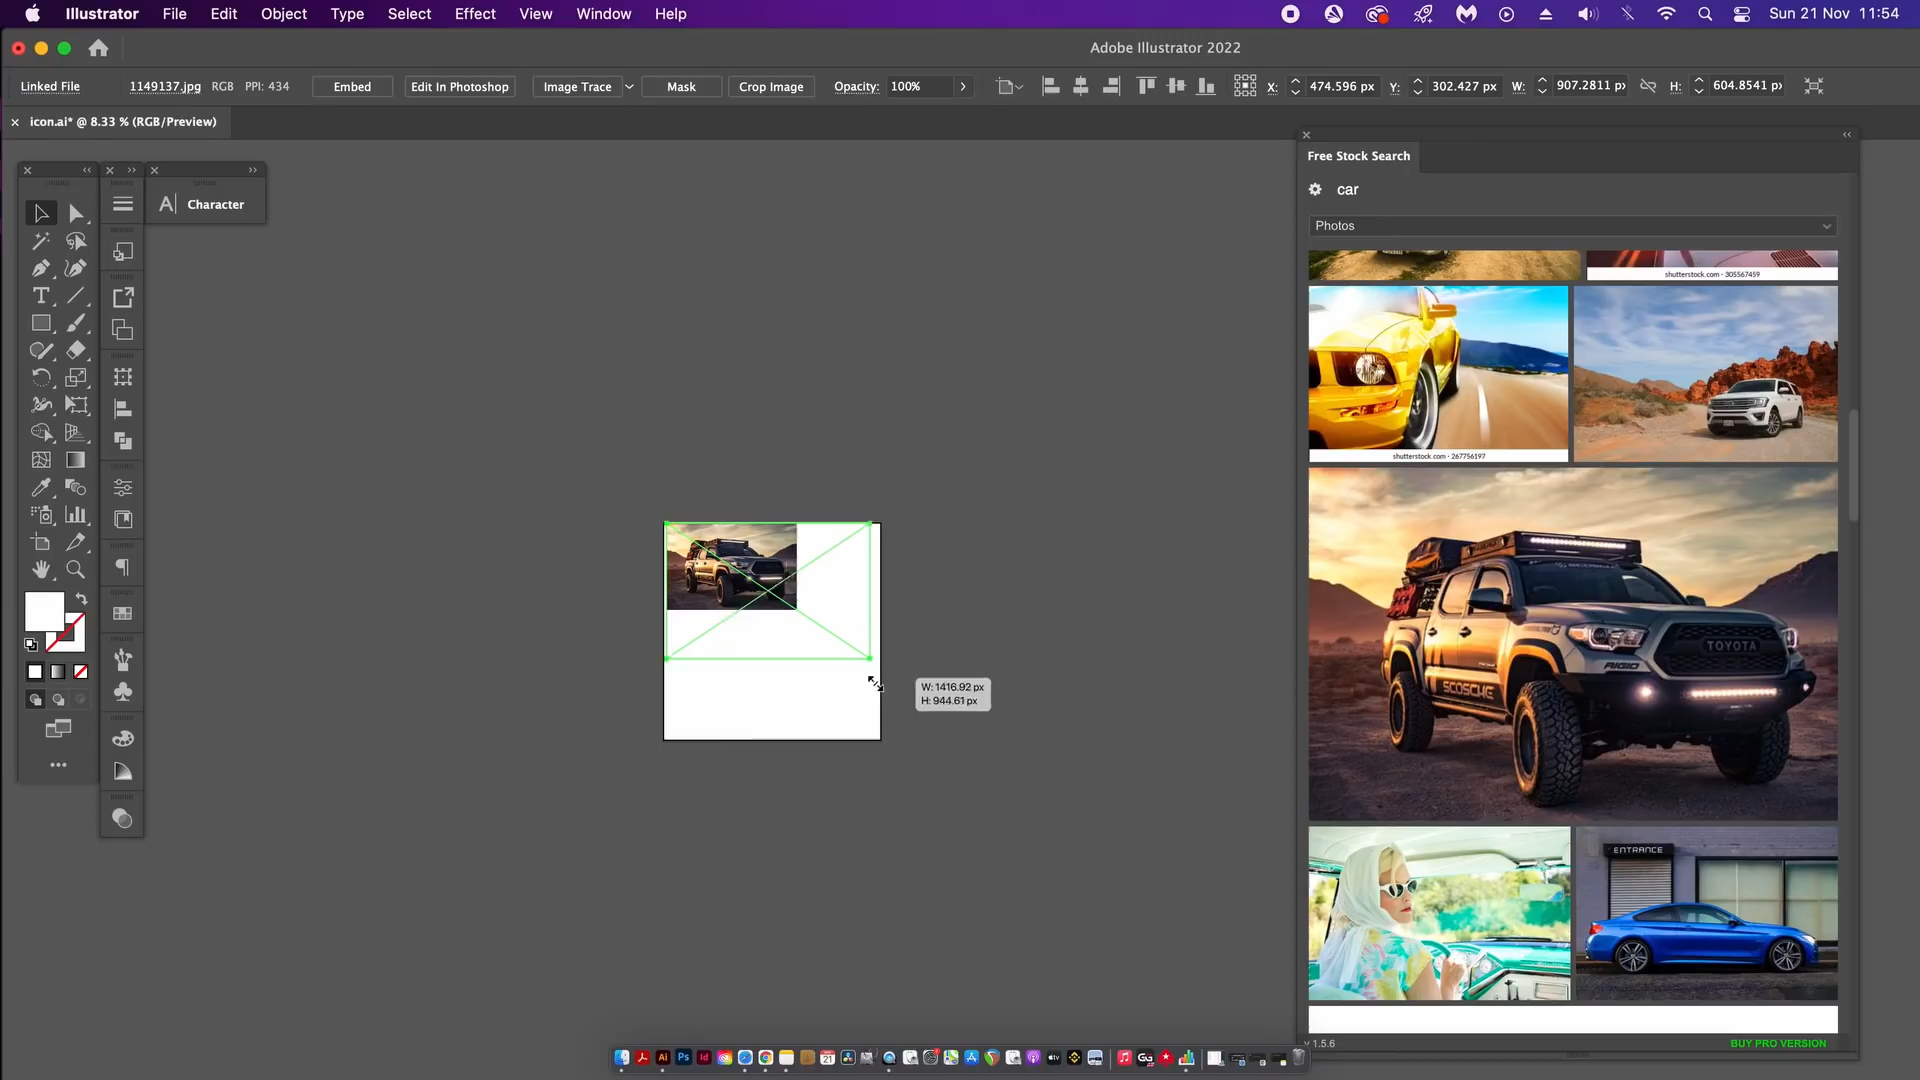 Illustrator File Edit Object Type Select Effect View Window Help
Sun 21 Nov 11:54
Adobe Illustrator 2022
Linked File 1149137.jpg RGB PPI: 434 Embed Edit In Photoshop Image Trace Mask Crop Image Opacity: 100% X: 474.596 px Y: 302.427 px W: 907.2811 px H: 604.8541 px
icon.ai* @ 8.33 % (RGB/Preview)
Free Stock Search
car
Character
Photos
shutterstock.com · 305567459
shutterstock.com · 267756197
TOYOTA
RIGID
SCOSCHE
W: 1416.92 px
H: 944.61 px
ENTRANCE
v 1.5.6
BUY PRO VERSION